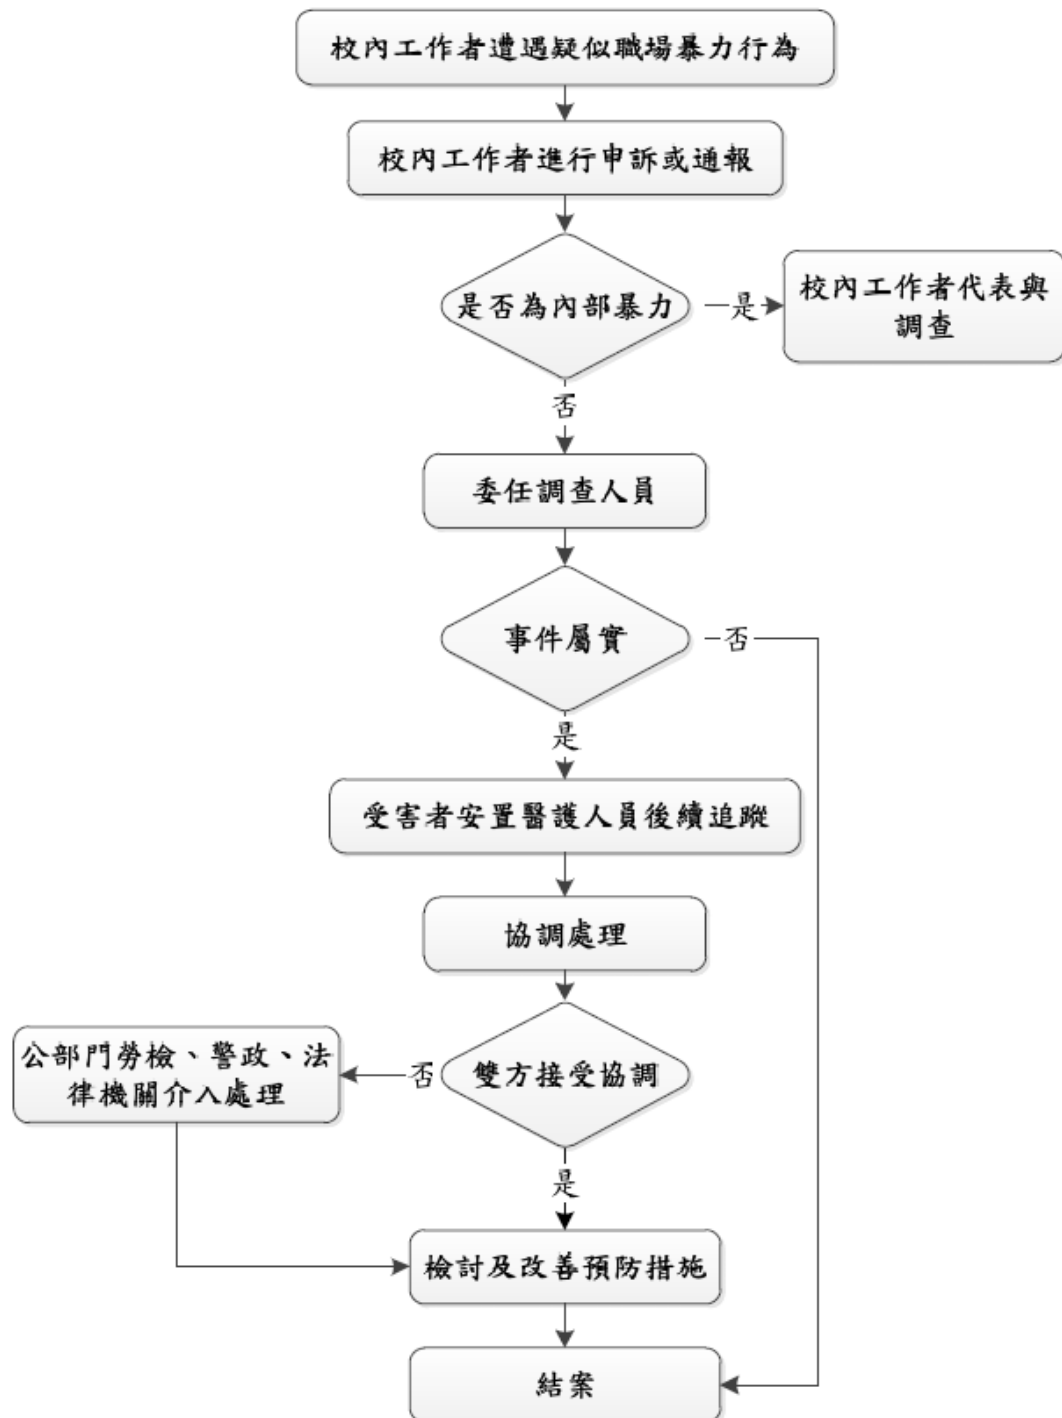 校內工作者遭遇疑似職場暴力行為
校內工作者進行申訴或通報
是否為內部暴力
是
校內工作者代表與
調查
否
委任調查人員
事件屬實
否
是
受害者安置醫護人員後續追蹤
協調處理
雙方接受協調
否
公部門勞檢、警政、法
律機關介入處理
是
檢討及改善預防措施
結案